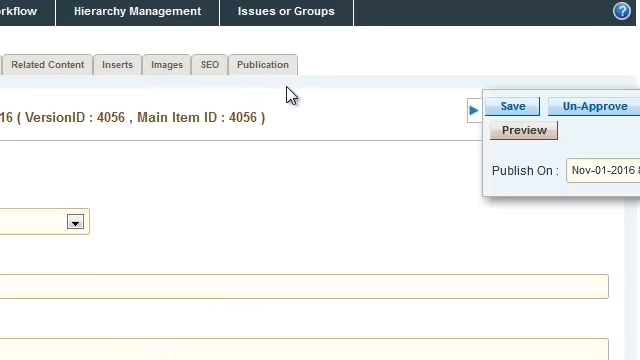 rkflow Hierarchy Management Issues or Groups ?
Related Content Inserts Images SEO Publication
16 ( VersionID : 4056 , Main Item ID : 4056 )
Save Un-Approve
Preview
Publish On : Nov-01-2016 8